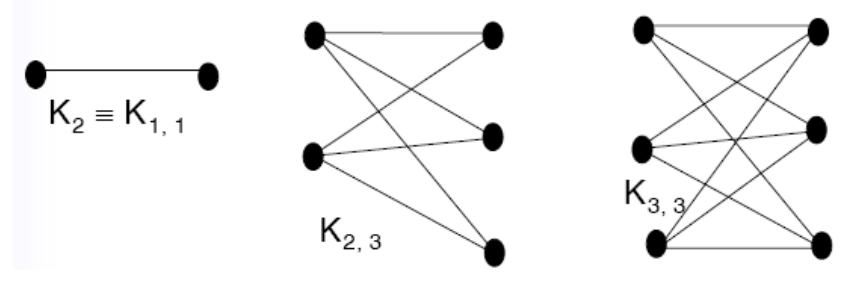 K₂ ≡ K₁, ₁
K₂, ₃
K₃, ₃